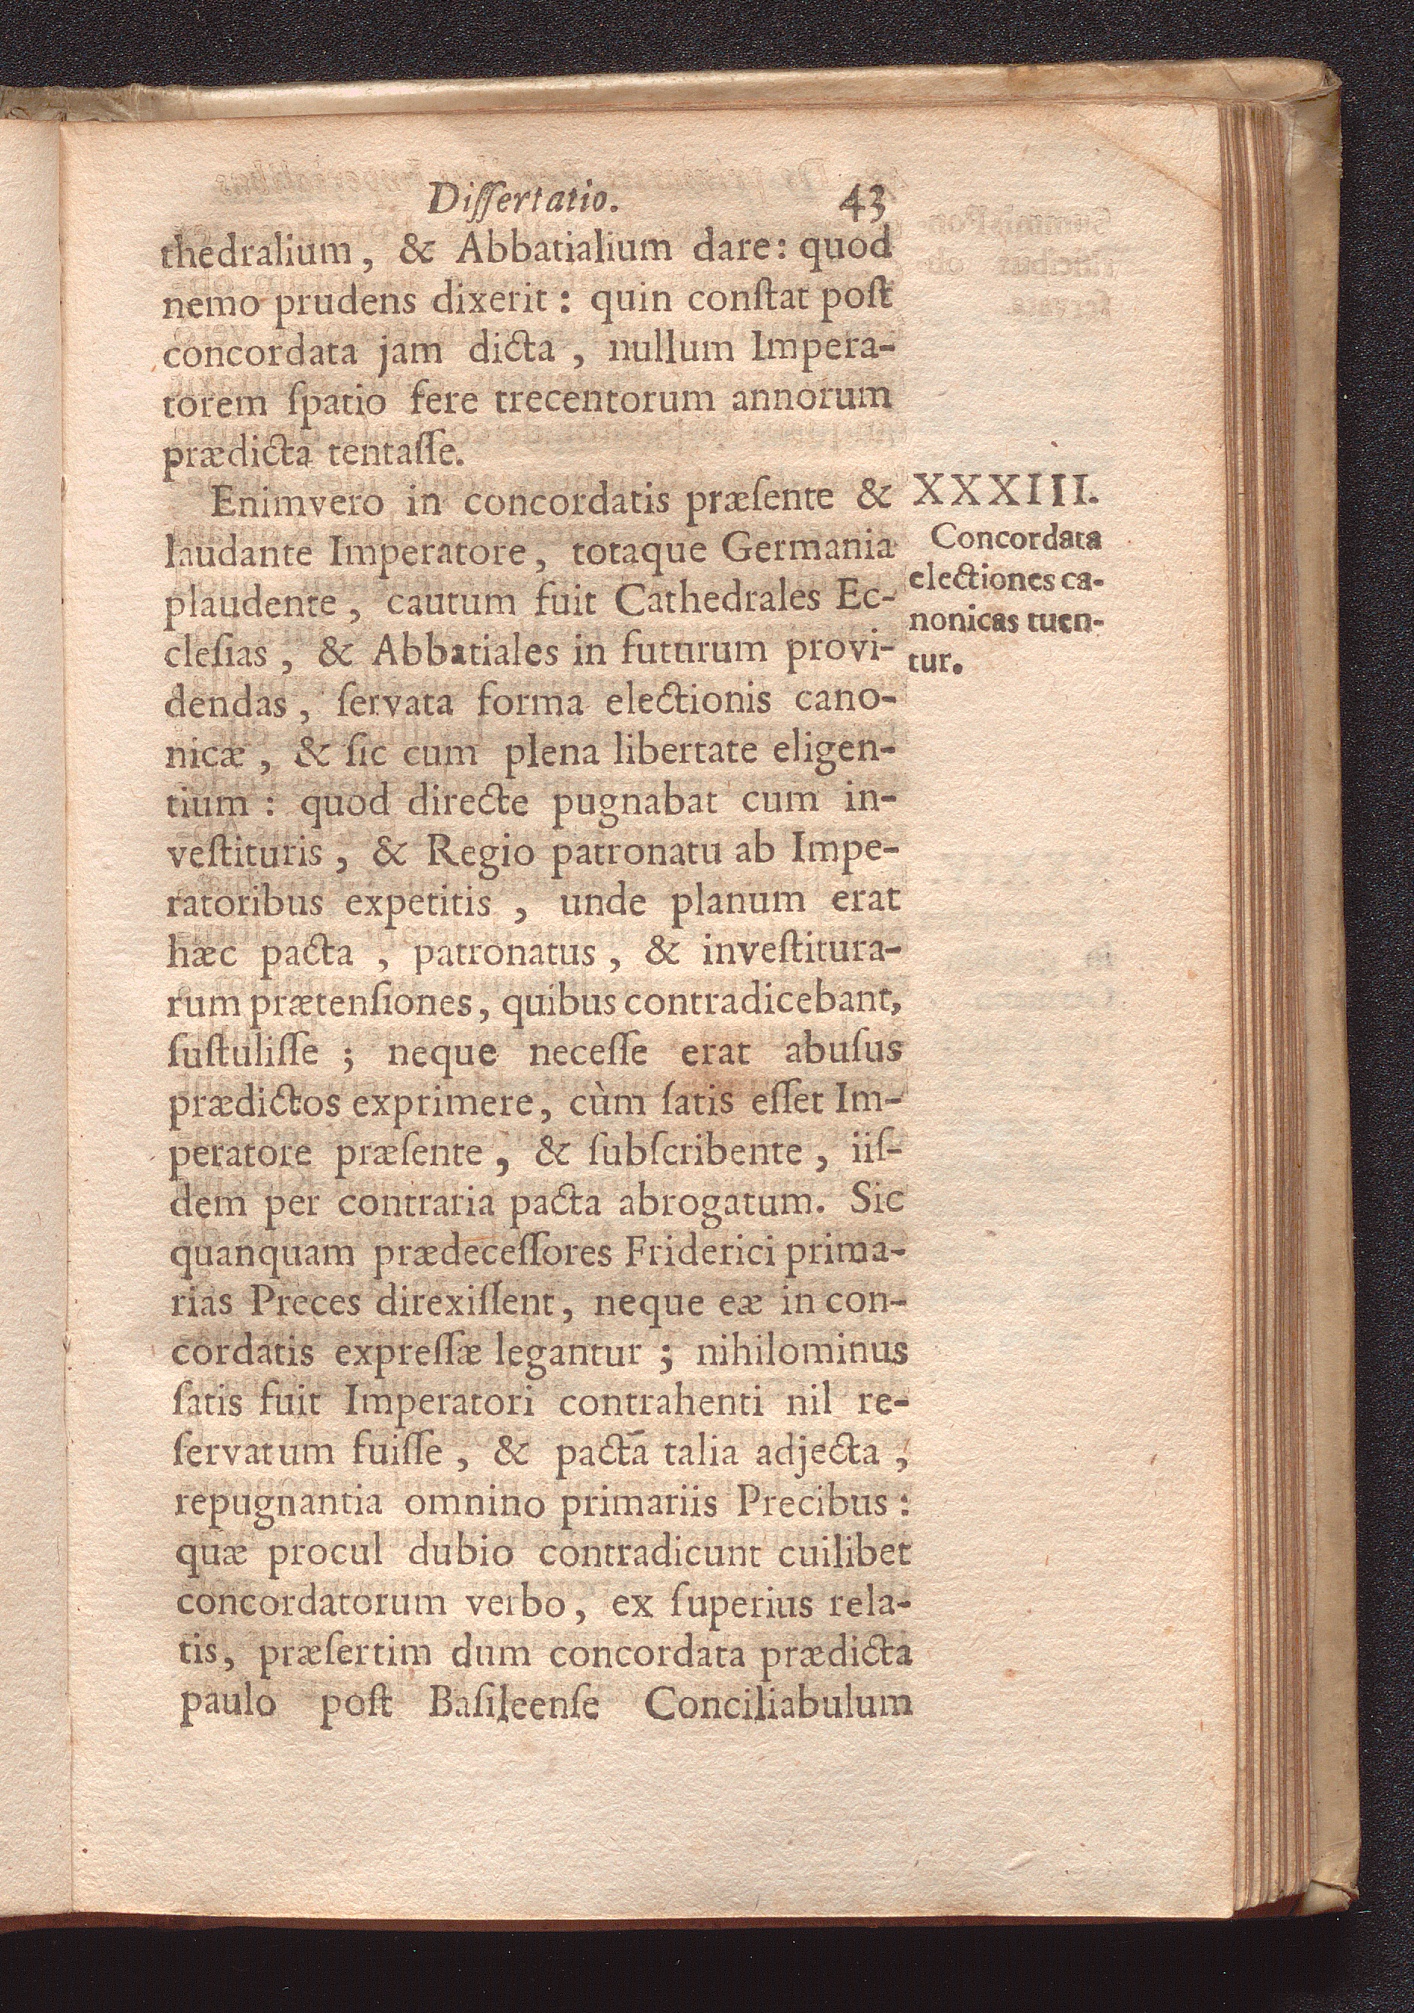 Dissertatio. 43
thedralium, & Abbatialium dare: quod
nemo prudens dixerit: quin constat post
concordata jam dicta, nullum Impera-
torem spatio fere trecentorum annorum
prædicta tentasse.
Enimvero in concordatis præsente &
laudante Imperatore, totaque Germania
plaudente, cautum fuit Cathedrales Ec-
clesias, & Abbatiales in futurum provi-
dendas, servata forma electionis cano-
nicæ, & sic cum plena libertate eligen-
tium: quod directe pugnabat cum in-
vestituris, & Regio patronatu ab Impe-
ratoribus expetitis, unde planum erat
hæc pacta, patronatus, & investitura-
rum prætensiones, quibus contradicebant,
sustulisse; neque necesse erat abusus
prædictos exprimere, cùm satis esset Im-
peratore præsente, & subscribente, iis-
dem per contraria pacta abrogatum. Sic
quanquam prædecessores Friderici prima-
rias Preces direxissent, neque eæ in con-
cordatis expressæ legantur; nihilominus
satis fuit Imperatori contrahenti nil re-
servatum fuisse, & pacta talia adjecta,
repugnantia omnino primariis Precibus:
quæ procul dubio contradicunt cuilibet
concordatorum verbo, ex superius rela-
tis, præsertim dum concordata prædicta
paulo post Basileense Conciliabulum
XXXIII.
Concordata
electiones ca-
nonicas tuen-
tur.